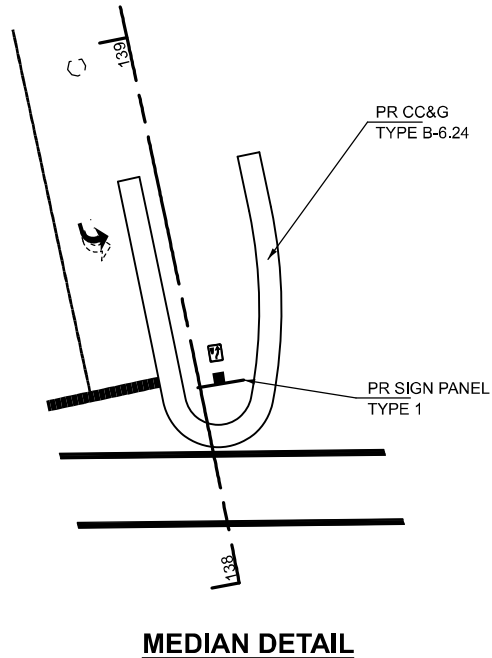 139
PR CC&G
TYPE B-6.24
PR SIGN PANEL
TYPE 1
138
MEDIAN DETAIL